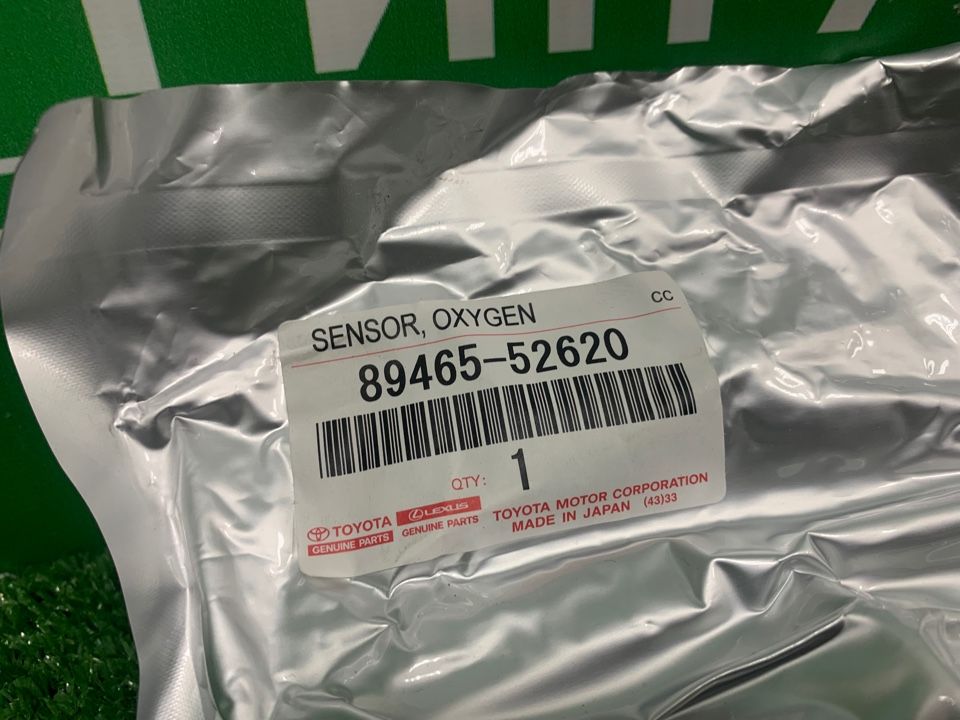 SENSOR, OXYGEN CC
89465-52620
QTY: 1
TOYOTA
GENUINE PARTS
LEXUS
GENUINE PARTS
TOYOTA MOTOR CORPORATION
MADE IN JAPAN (43)33